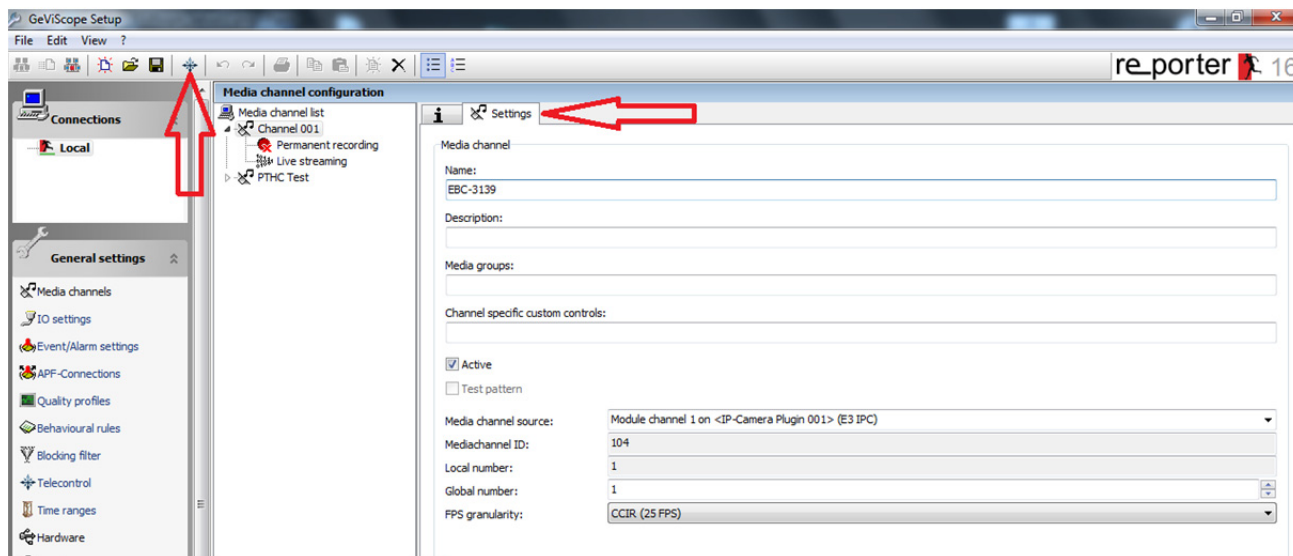 GeViScope Setup
File Edit View ?
re_porter 16
Connections
Local
General settings
Media channels
IO settings
Event/Alarm settings
APF-Connections
Quality profiles
Behavioural rules
Blocking filter
Telecontrol
Time ranges
Hardware
Media channel configuration
Media channel list
Channel 001
Permanent recording
Live streaming
PTHC Test
i Settings
Media channel
Name:
EBC-3139
Description:
Media groups:
Channel specific custom controls:
Active
Test pattern
Media channel source: Module channel 1 on <IP-Camera Plugin 001> (E3 IPC)
Mediachannel ID: 104
Local number: 1
Global number: 1
FPS granularity: CCIR (25 FPS)